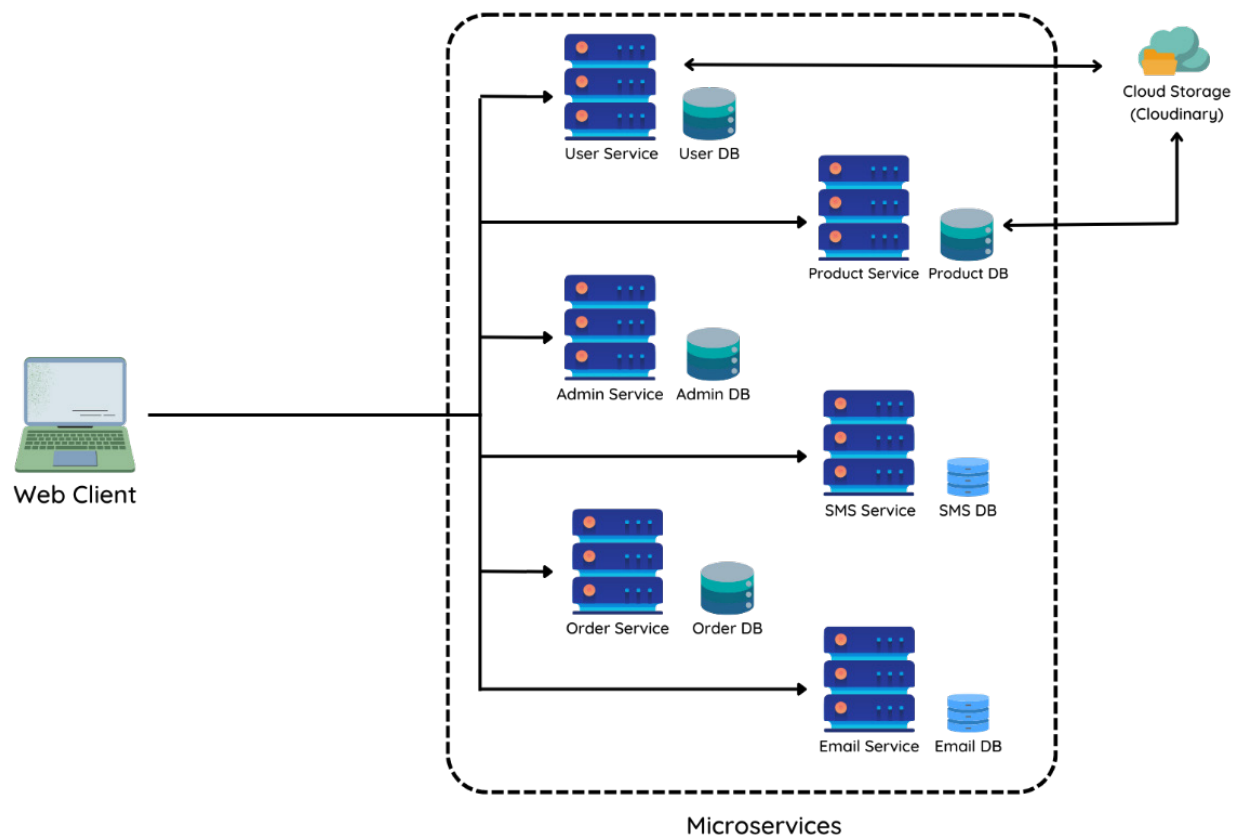 Cloud Storage
(Cloudinary)
User Service
User DB
Product Service
Product DB
Admin Service
Admin DB
Web Client
SMS Service
SMS DB
Order Service
Order DB
Email Service
Email DB
Microservices